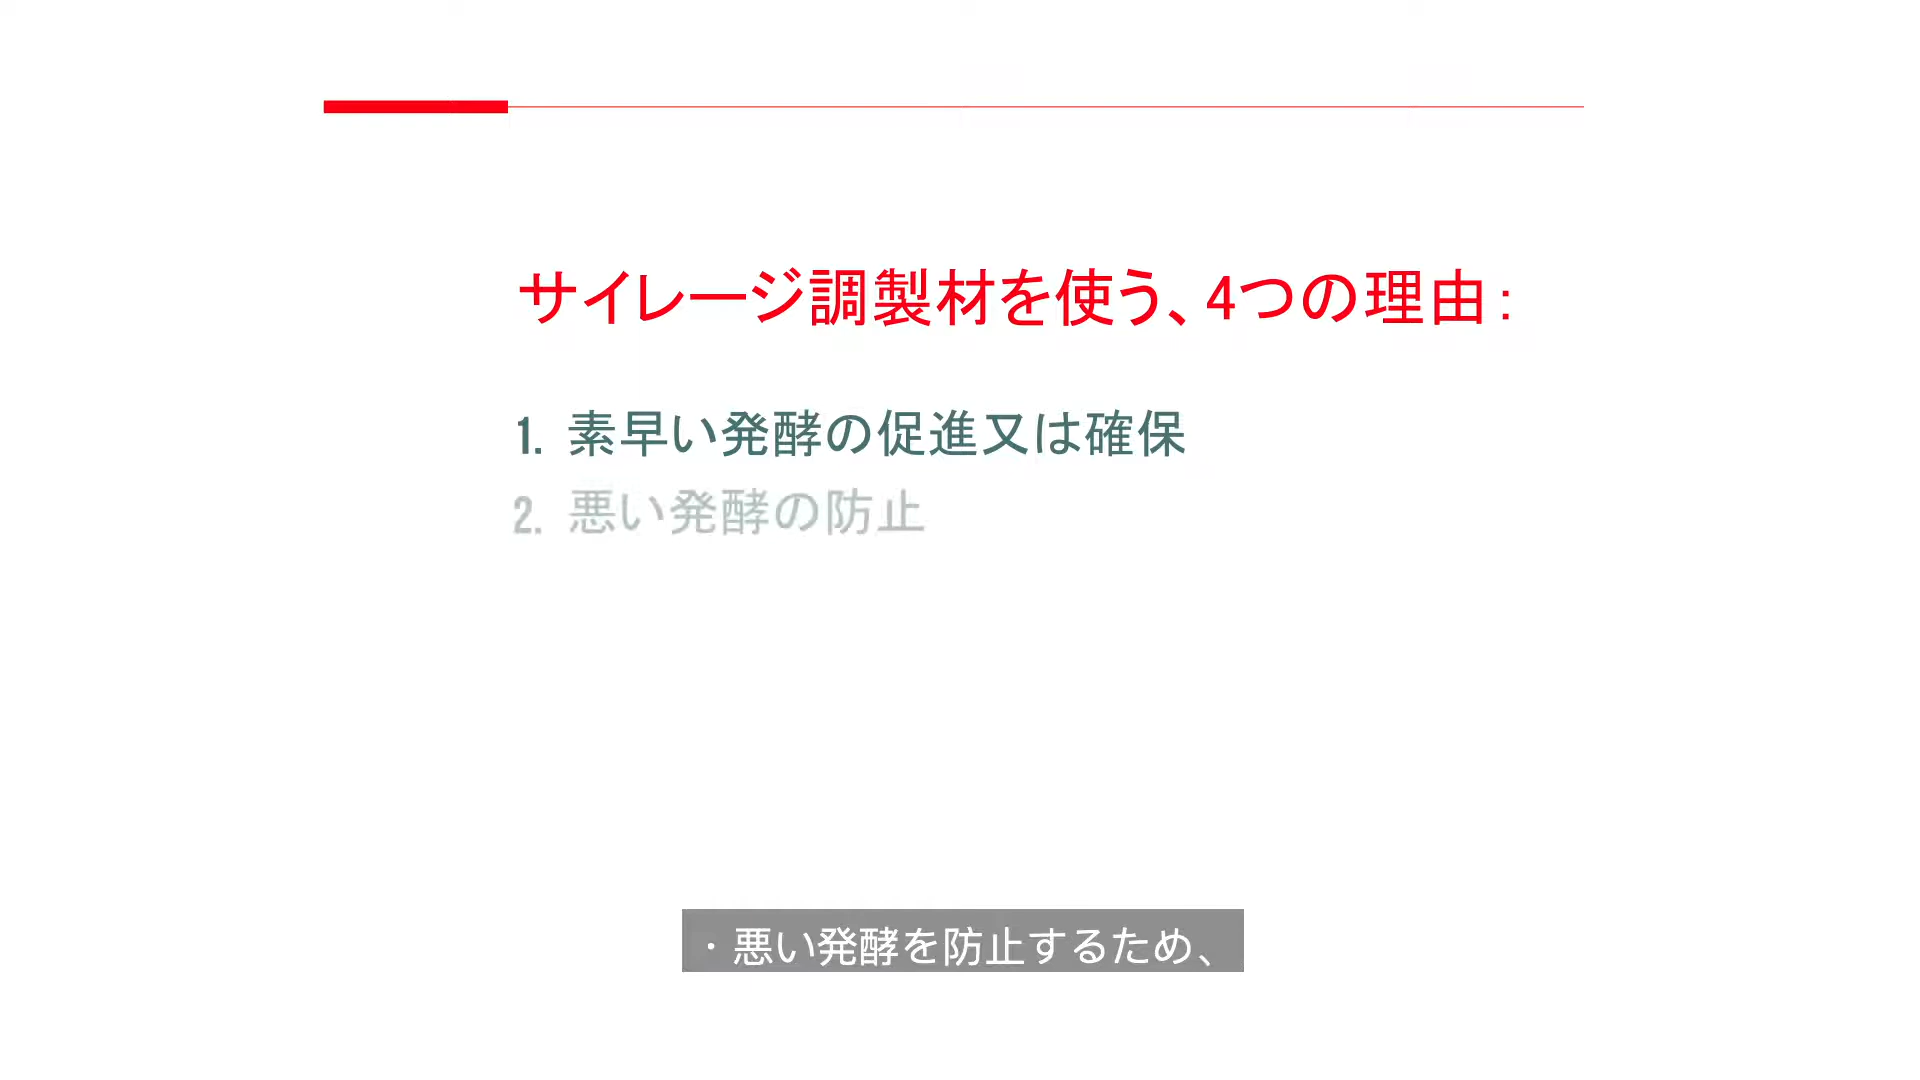 サイレージ調製材を使う、4つの理由：
1. 素早い発酵の促進又は確保
2. 悪い発酵の防止
・悪い発酵を防止するため、